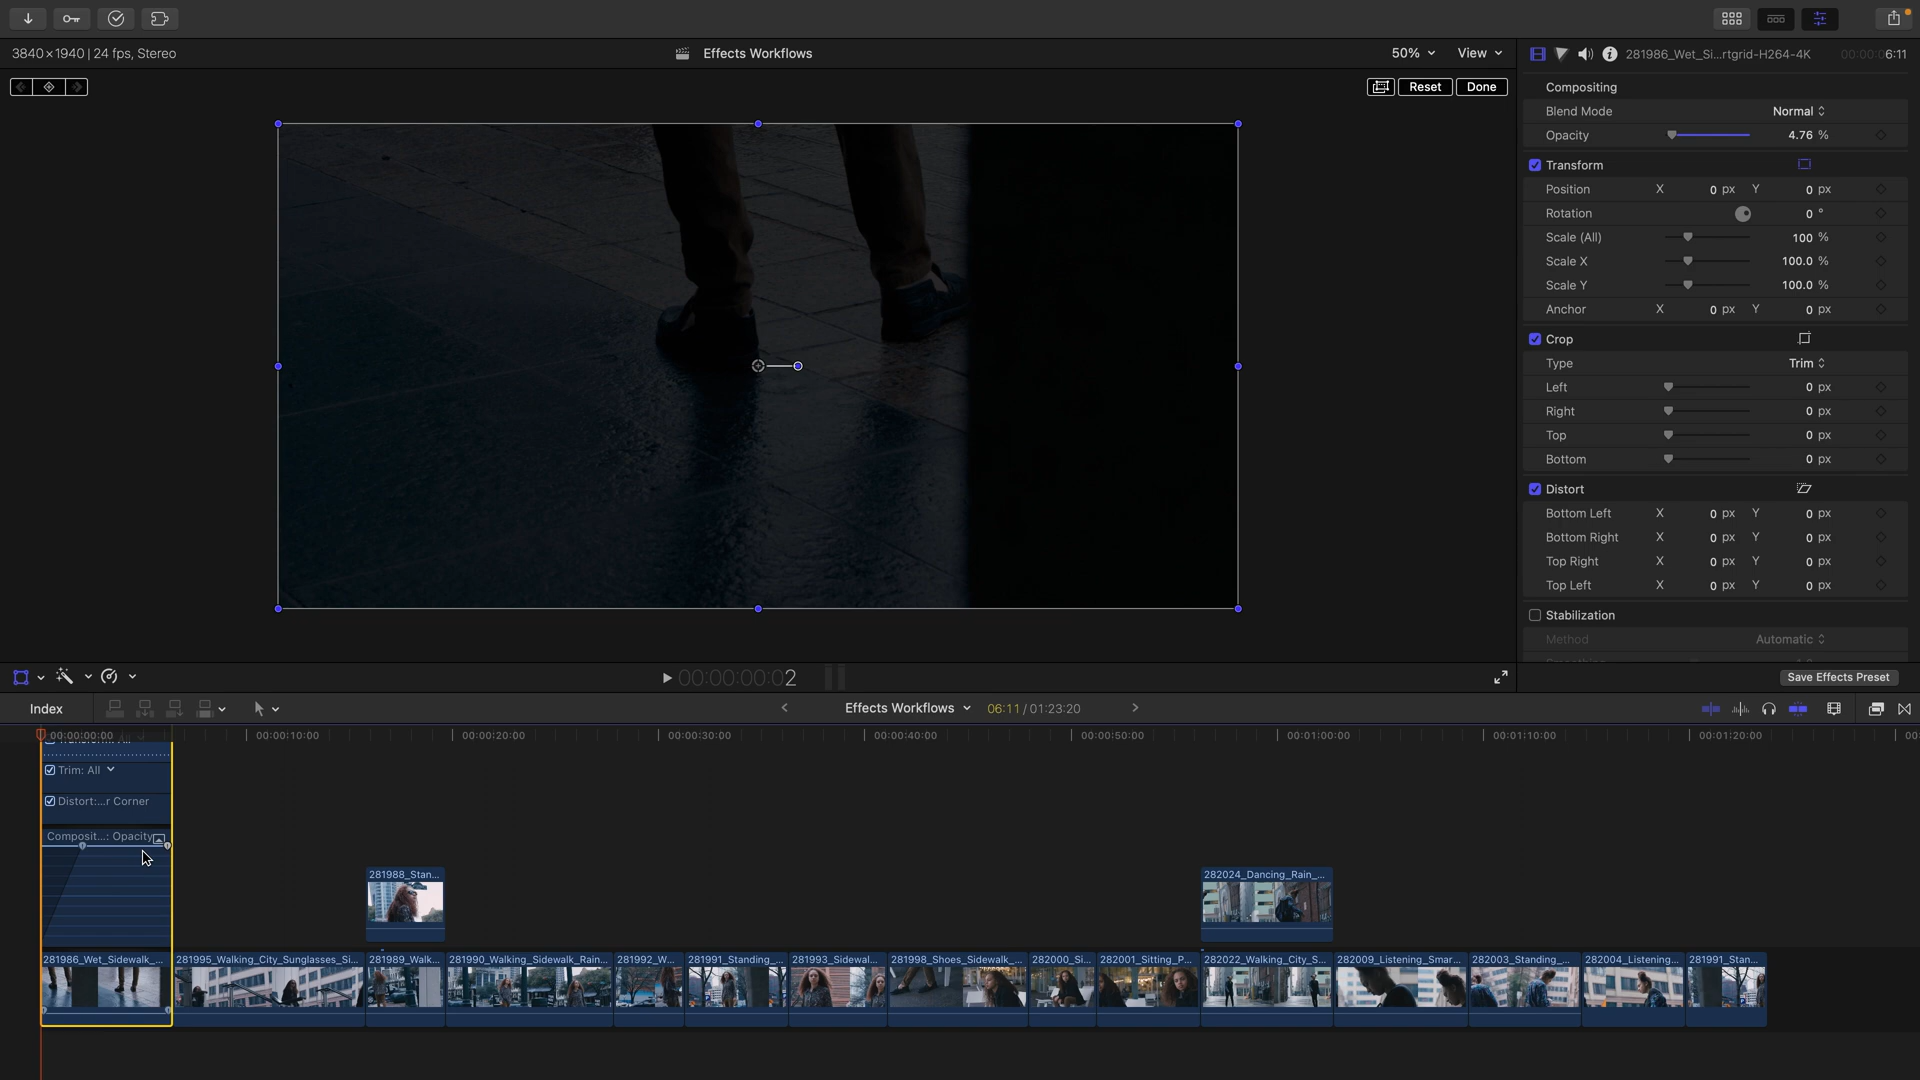 3840 × 1940 | 24 fps, Stereo
Effects Workflows
50%
View
281986_Wet_Si...rtgrid-H264-4K
00:00:06:11
Reset
Done
Compositing
Blend Mode
Normal
Opacity
4.76 %
Transform
Position
X
0 px
Y
0 px
Rotation
0 °
Scale (All)
100 %
Scale X
100.0 %
Scale Y
100.0 %
Anchor
X
0 px
Y
0 px
Crop
Type
Trim
Left
0 px
Right
0 px
Top
0 px
Bottom
0 px
Distort
Bottom Left
X
0 px
Y
0 px
Bottom Right
X
0 px
Y
0 px
Top Right
X
0 px
Y
0 px
Top Left
X
0 px
Y
0 px
Stabilization
Method
Automatic
00:00:00:02
Save Effects Preset
Index
Effects Workflows
06:11 / 01:23:20
00:00:00:00
00:00:10:00
00:00:20:00
00:00:30:00
00:00:40:00
00:00:50:00
00:01:00:00
00:01:10:00
00:01:20:00
Trim: All
Distort:...r Corner
Composit...: Opacity
281988_Stan...
282024_Dancing_Rain_...
281986_Wet_Sidewalk_...
281995_Walking_City_Sunglasses_Si...
281989_Walk...
281990_Walking_Sidewalk_Rain...
281992_W...
281991_Standing_...
281993_Sidewal...
281998_Shoes_Sidewalk_...
282000_Si...
282001_Sitting_P...
282022_Walking_City_S...
282009_Listening_Smar...
282003_Standing_...
282004_Listening...
281991_Stan...